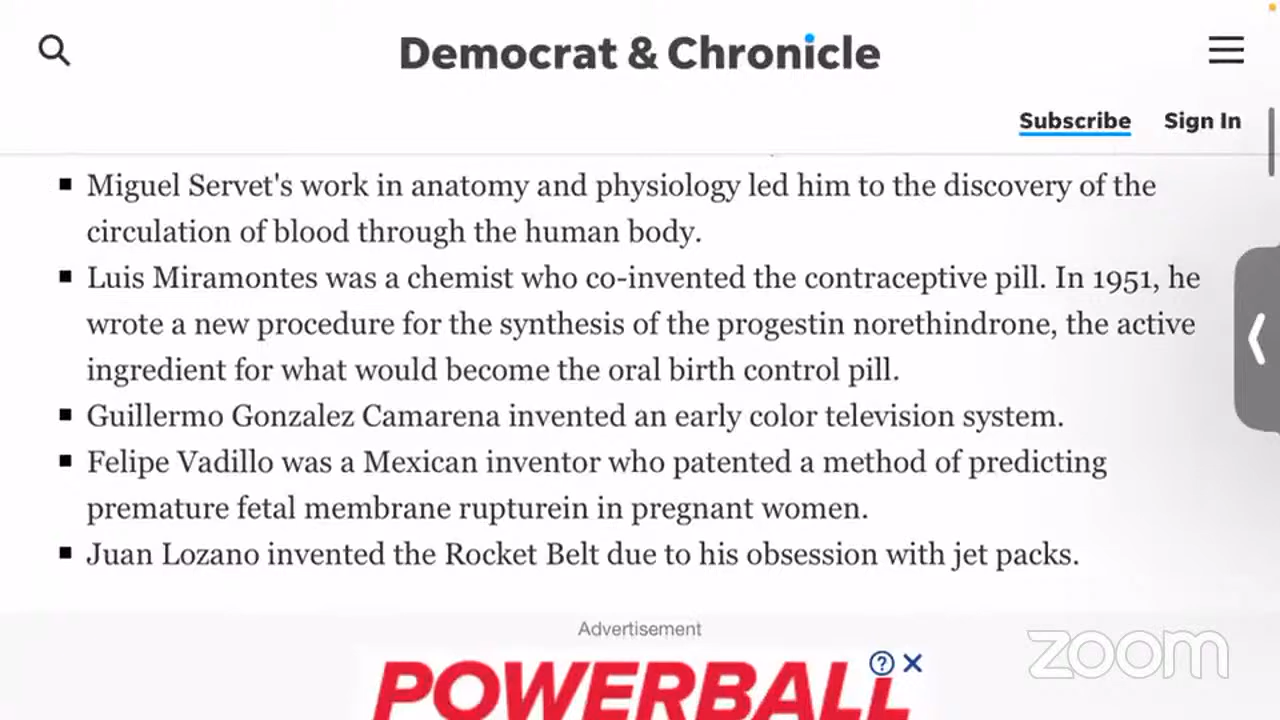 Democrat & Chronicle
Subscribe Sign In
▪ Miguel Servet's work in anatomy and physiology led him to the discovery of the
circulation of blood through the human body.
▪ Luis Miramontes was a chemist who co-invented the contraceptive pill. In 1951, he
wrote a new procedure for the synthesis of the progestin norethindrone, the active
ingredient for what would become the oral birth control pill.
▪ Guillermo Gonzalez Camarena invented an early color television system.
▪ Felipe Vadillo was a Mexican inventor who patented a method of predicting
premature fetal membrane rupturein in pregnant women.
▪ Juan Lozano invented the Rocket Belt due to his obsession with jet packs.
Advertisement
zoom
POWERBALL